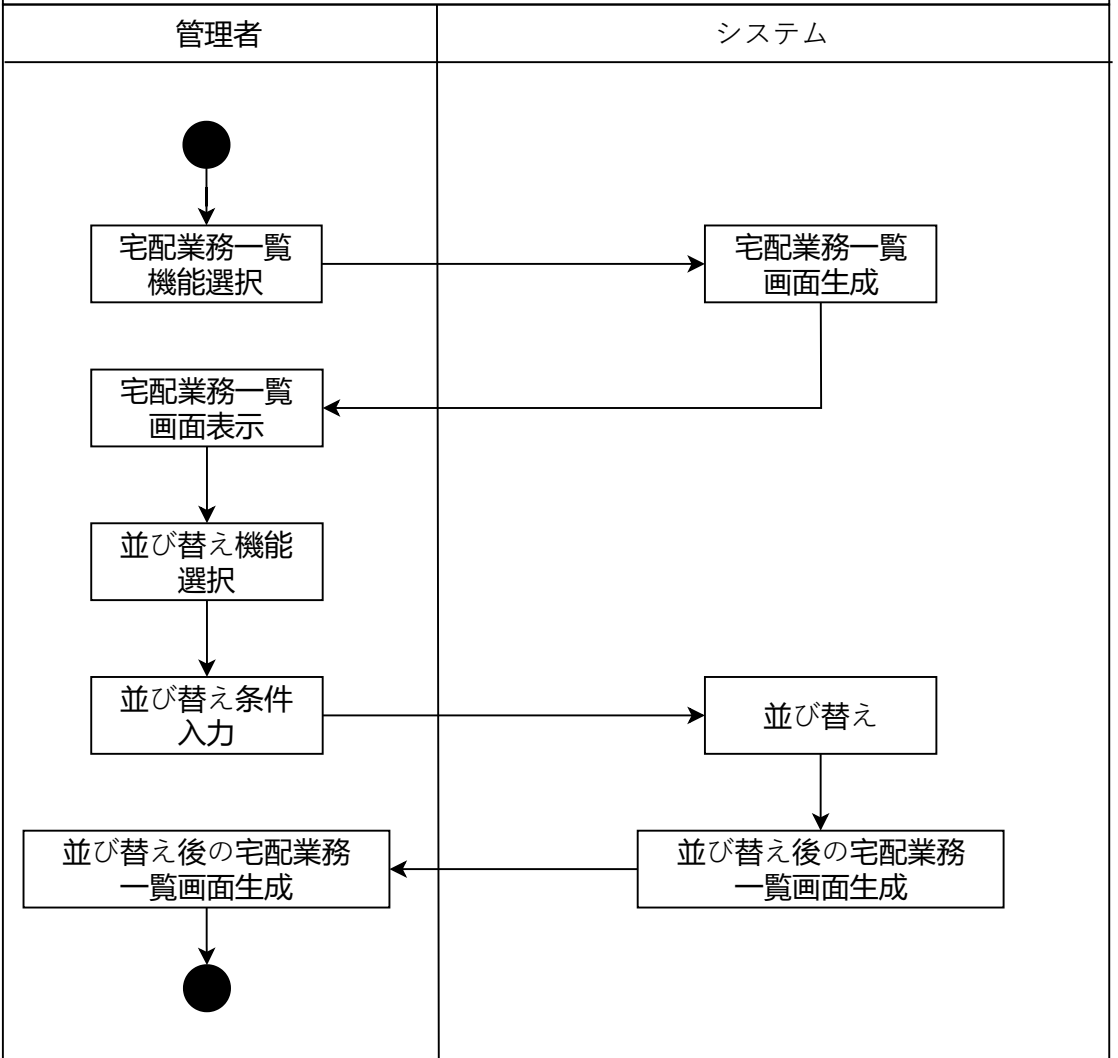 管理者
システム
宅配業務一覧
機能選択
宅配業務一覧
画面生成
宅配業務一覧
画面表示
並び替え機能
選択
並び替え条件
入力
並び替え
並び替え後の宅配業務
一覧画面生成
並び替え後の宅配業務
一覧画面生成